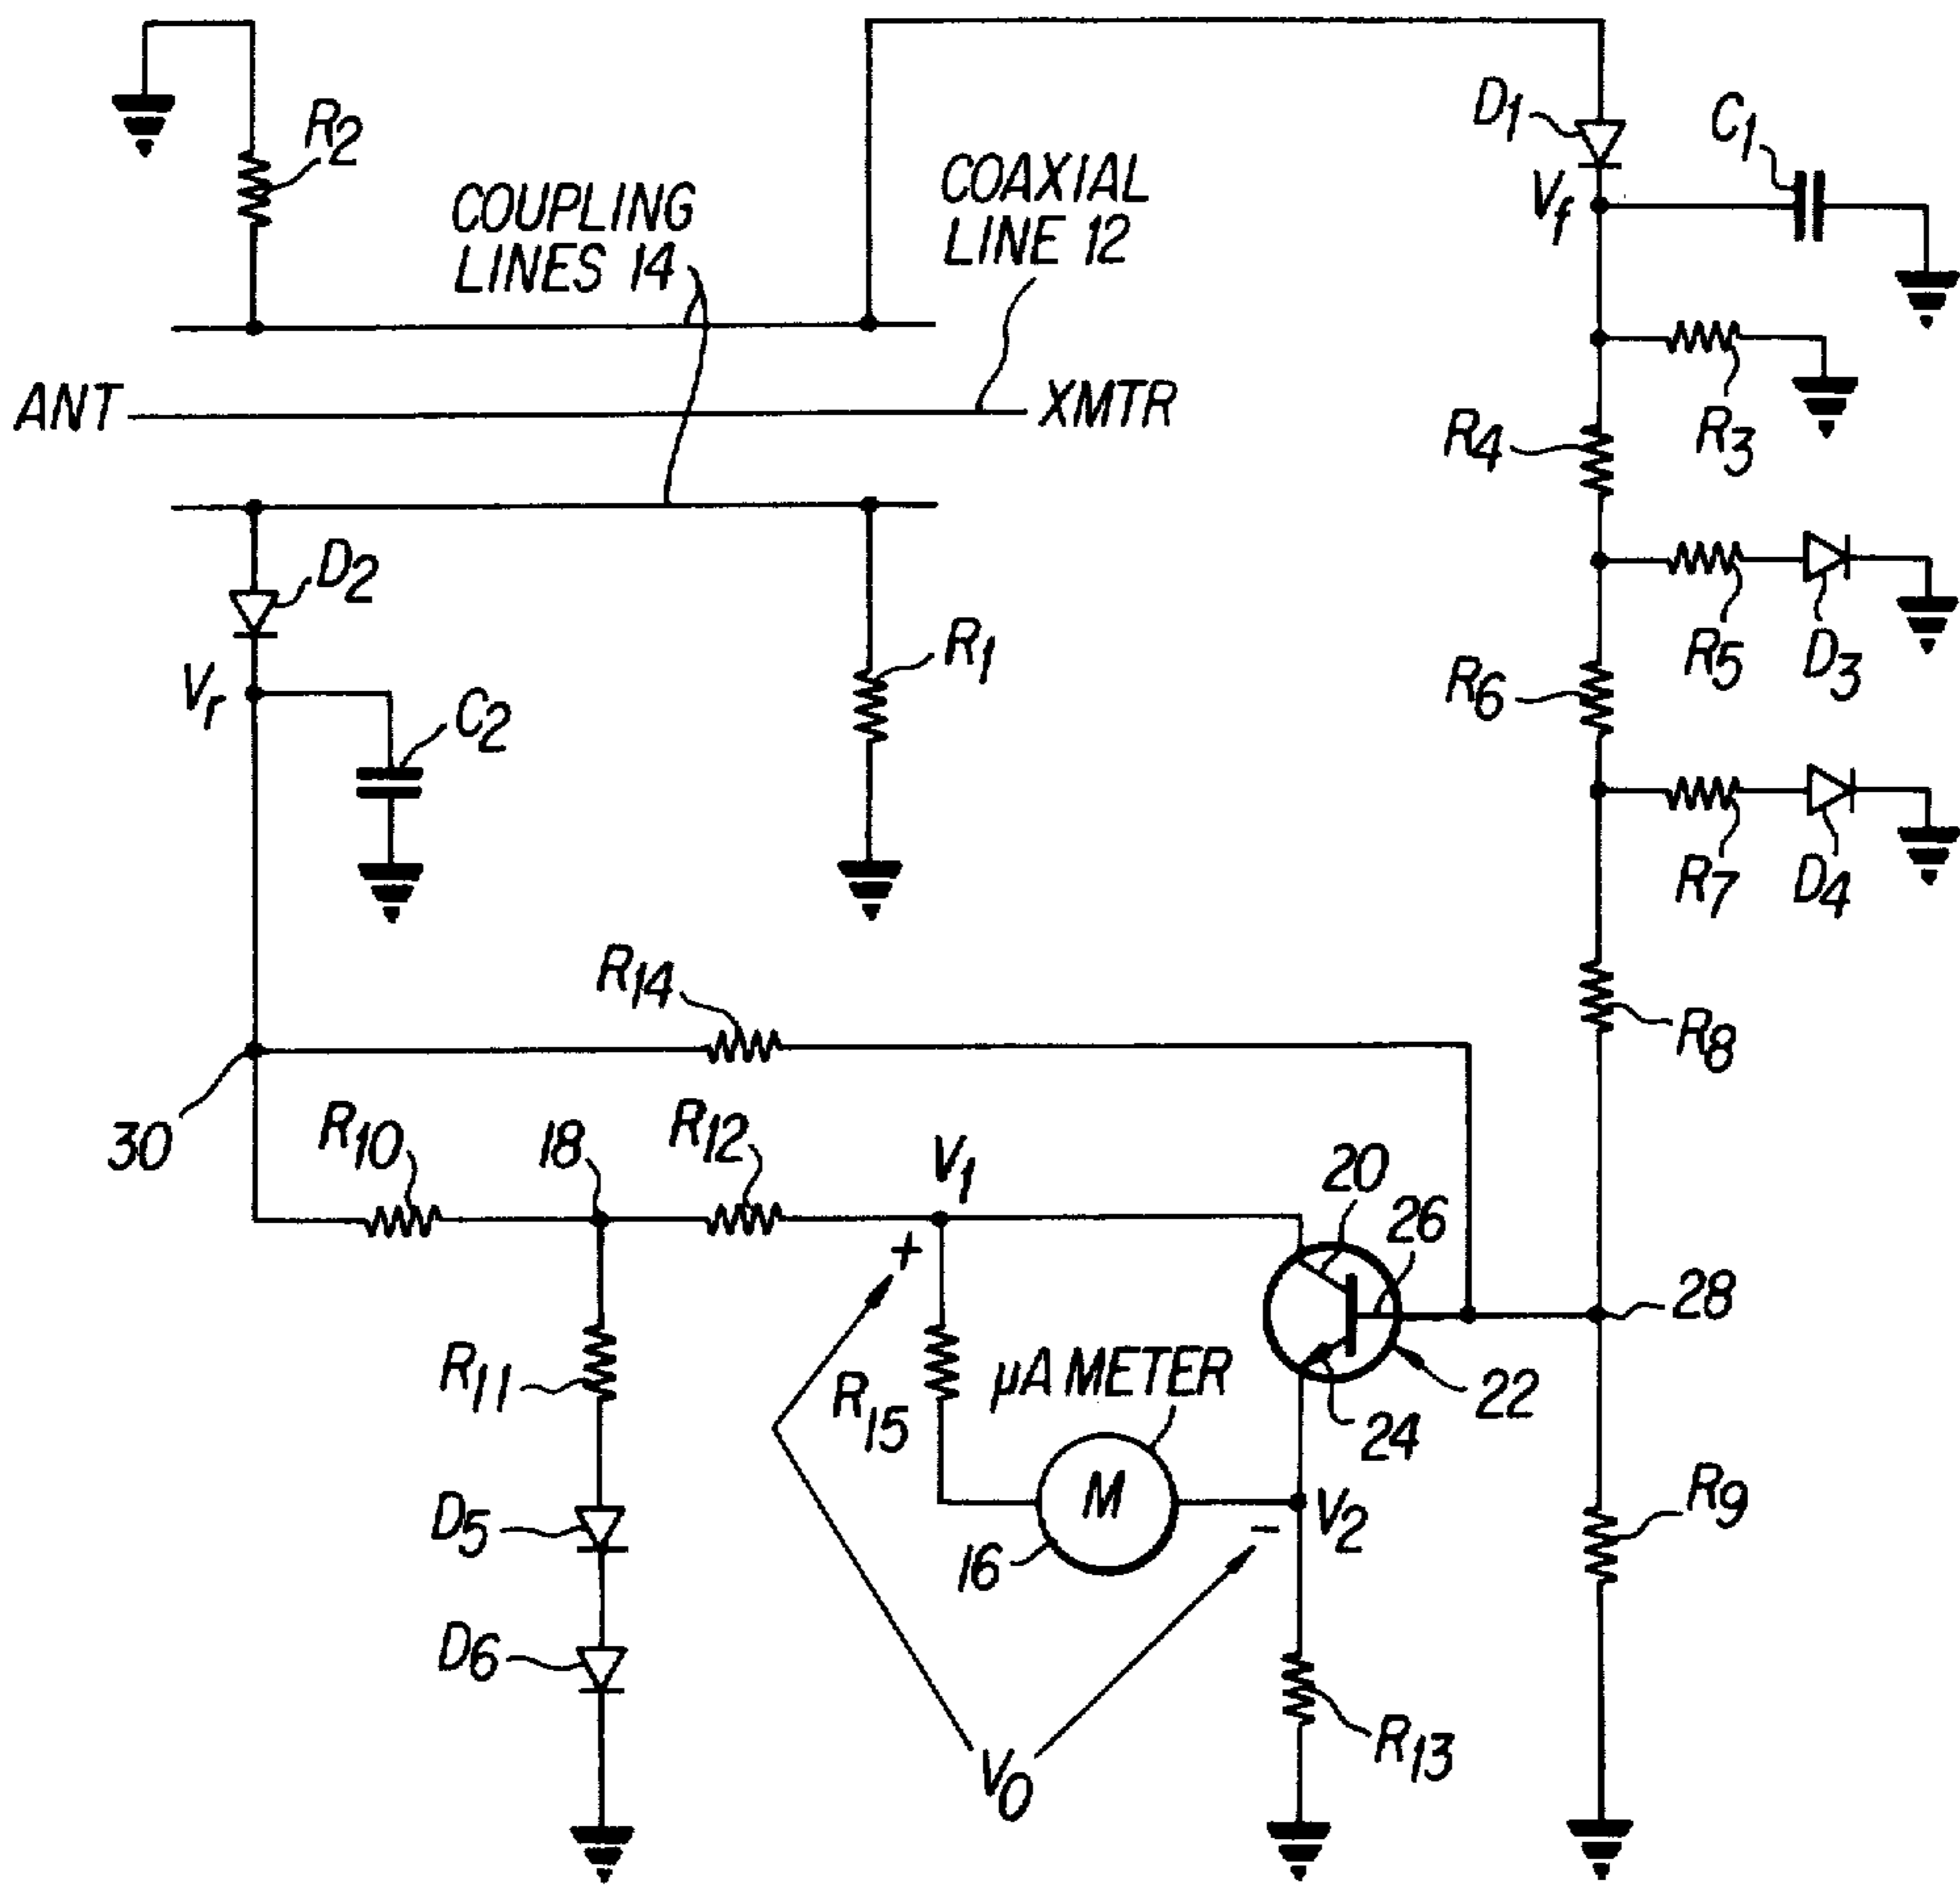 R2
COUPLING
LINES 14
COAXIAL
LINE 12
D1
C1
Vf
ANT
XMTR
R4
R3
D2
R1
R5
D3
R6
Vr
C2
R7
D4
R14
R8
30
R10
18
R12
V1
20
26
28
+
R11
R15
µA METER
22
24
D5
M
16
-
V2
R9
D6
R13
V0